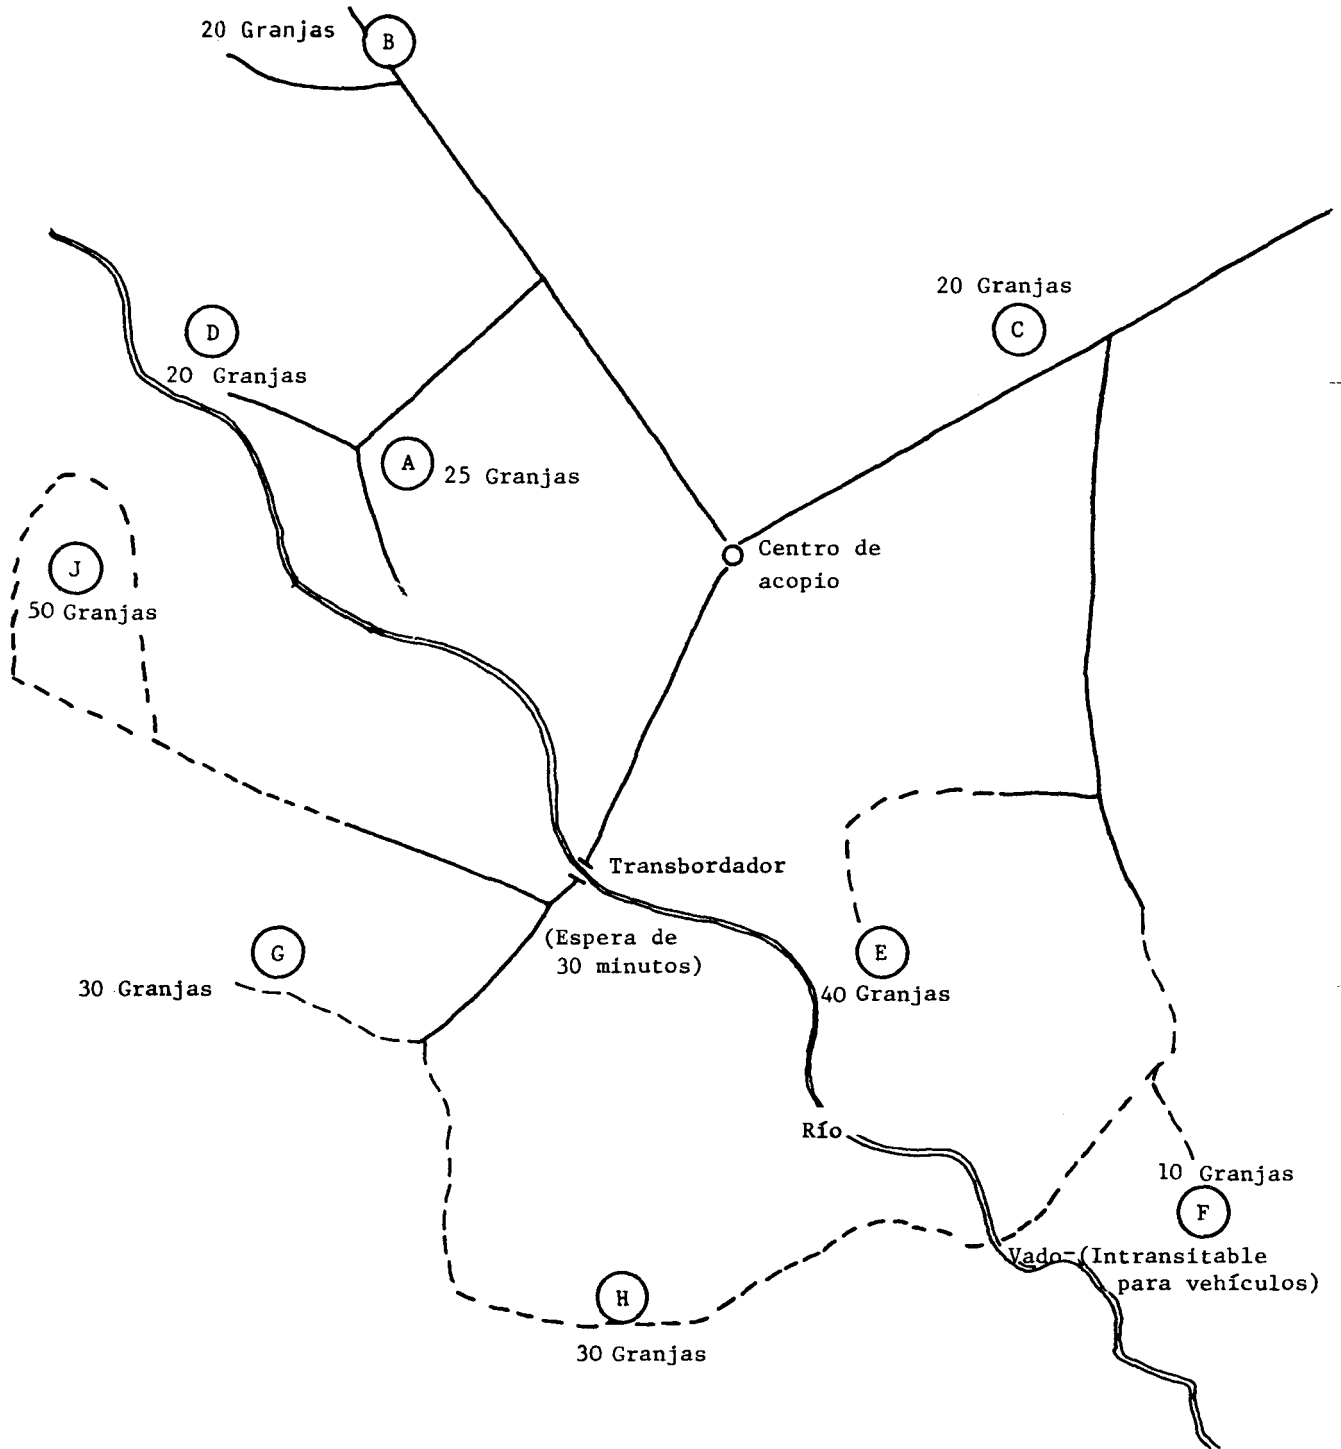 20 Granjas
B
20 Granjas
C
D
20 Granjas
A
25 Granjas
Centro de
acopio
J
50 Granjas
Transbordador
(Espera de
30 minutos)
G
30 Granjas
E
40 Granjas
Río
10 Granjas
F
Vado-(Intransitable
para vehículos)
H
30 Granjas